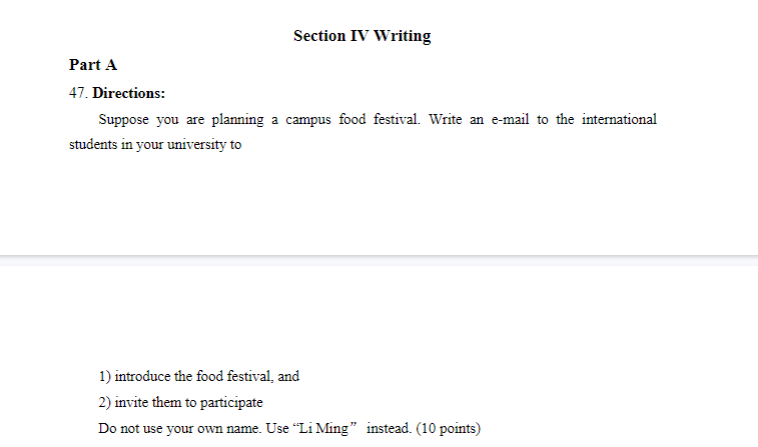 Section IV Writing
Part A
47. Directions:
Suppose you are planning a campus food festival. Write an e-mail to the international
students in your university to
1) introduce the food festival, and
2) invite them to participate
Do not use your own name. Use “Li Ming” instead. (10 points)